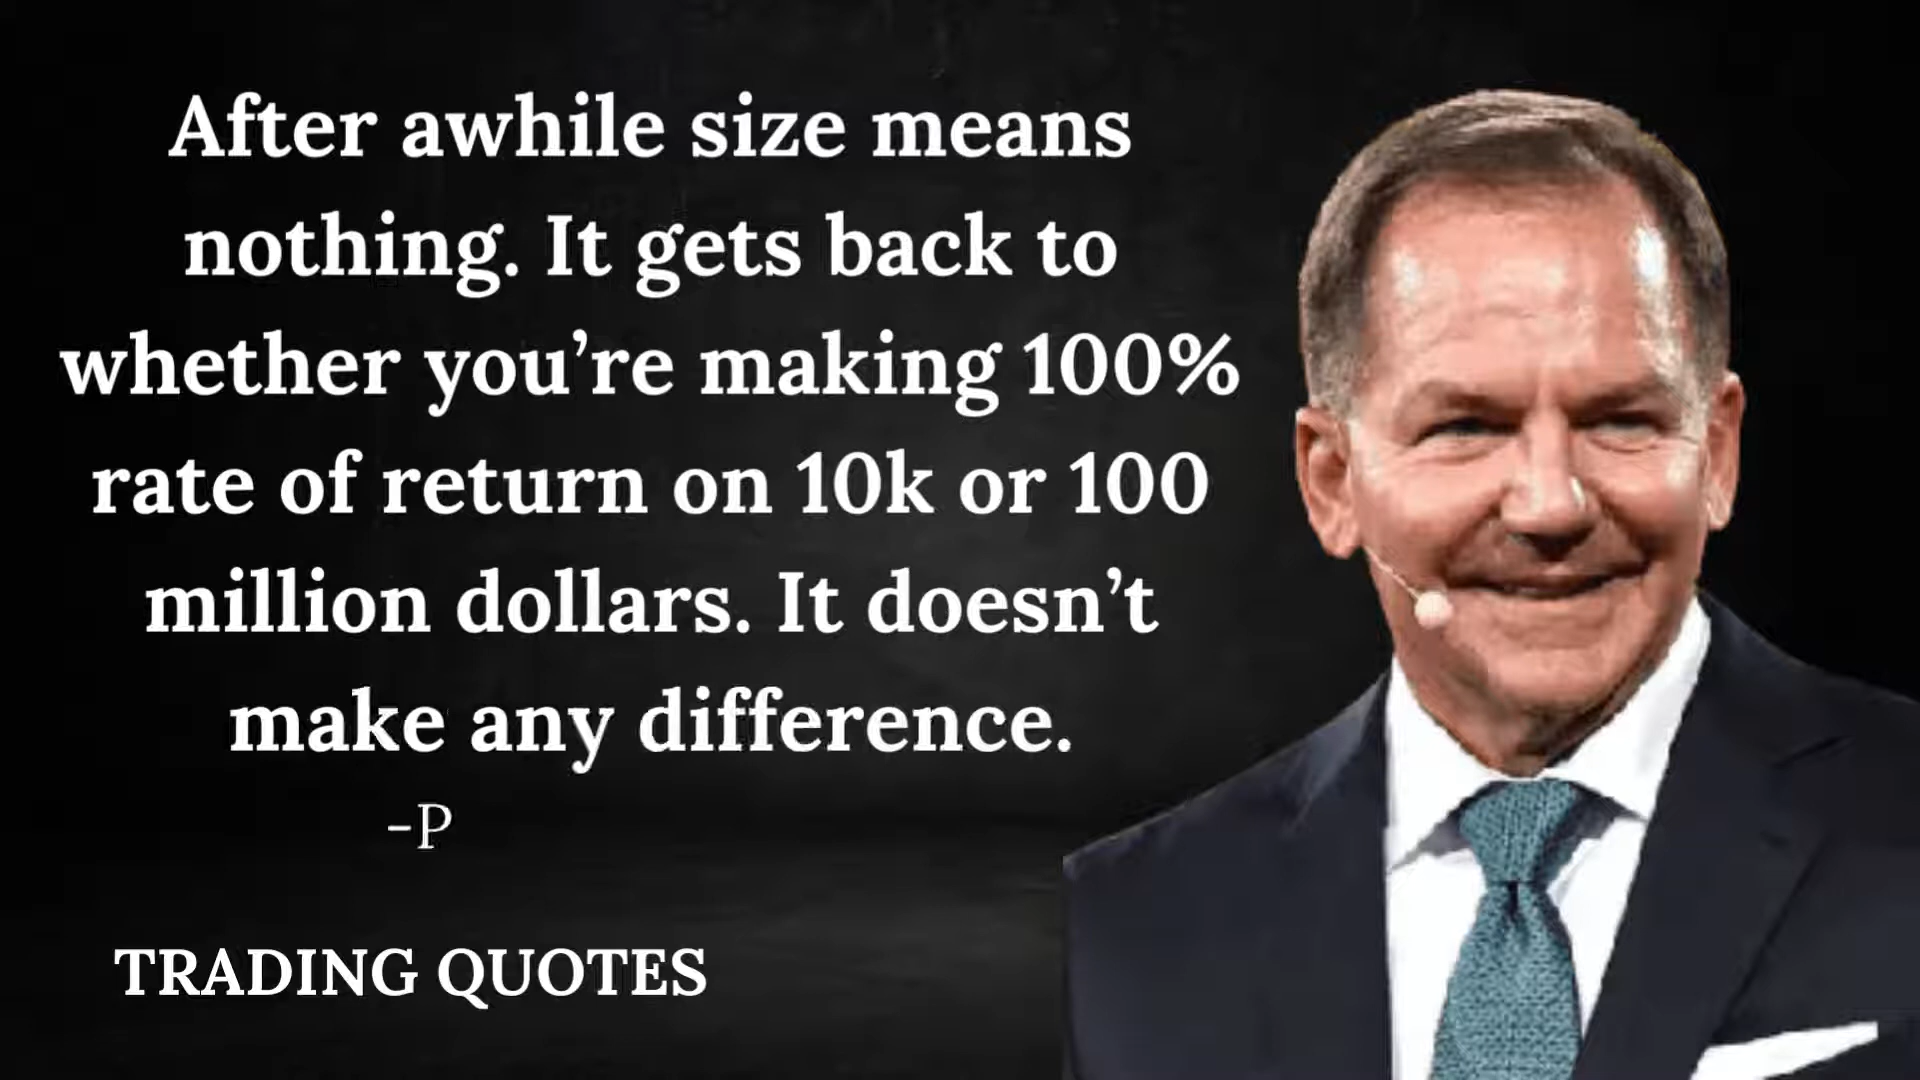 After awhile size means
nothing. It gets back to
whether you’re making 100%
rate of return on 10k or 100
million dollars. It doesn’t
make any difference.
-P
TRADING QUOTES